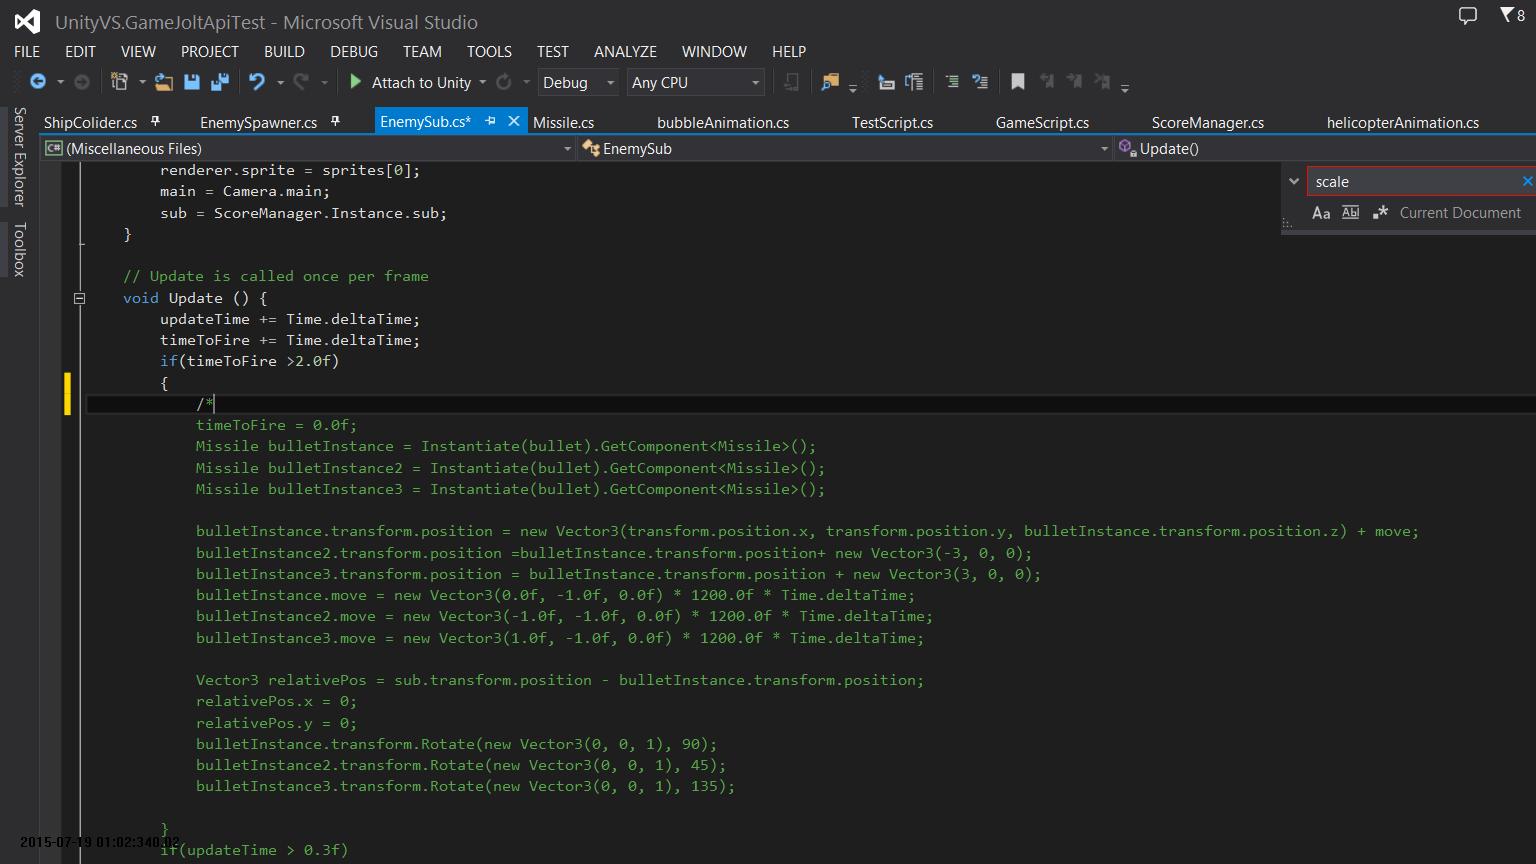 UnityVS.GameJoltApiTest - Microsoft Visual Studio
8
FILE EDIT VIEW PROJECT BUILD DEBUG TEAM TOOLS TEST ANALYZE WINDOW HELP
Attach to Unity Debug Any CPU
Server Explorer
Toolbox
ShipColider.cs EnemySpawner.cs EnemySub.cs* Missile.cs bubbleAnimation.cs TestScript.cs GameScript.cs ScoreManager.cs helicopterAnimation.cs
C# (Miscellaneous Files) EnemySub Update()
scale
Aa Abl .* Current Document
renderer.sprite = sprites[0];
main = Camera.main;
sub = ScoreManager.Instance.sub;
}
// Update is called once per frame
void Update () {
updateTime += Time.deltaTime;
timeToFire += Time.deltaTime;
if(timeToFire >2.0f)
{
/*
timeToFire = 0.0f;
Missile bulletInstance = Instantiate(bullet).GetComponent<Missile>();
Missile bulletInstance2 = Instantiate(bullet).GetComponent<Missile>();
Missile bulletInstance3 = Instantiate(bullet).GetComponent<Missile>();
bulletInstance.transform.position = new Vector3(transform.position.x, transform.position.y, bulletInstance.transform.position.z) + move;
bulletInstance2.transform.position =bulletInstance.transform.position+ new Vector3(-3, 0, 0);
bulletInstance3.transform.position = bulletInstance.transform.position + new Vector3(3, 0, 0);
bulletInstance.move = new Vector3(0.0f, -1.0f, 0.0f) * 1200.0f * Time.deltaTime;
bulletInstance2.move = new Vector3(-1.0f, -1.0f, 0.0f) * 1200.0f * Time.deltaTime;
bulletInstance3.move = new Vector3(1.0f, -1.0f, 0.0f) * 1200.0f * Time.deltaTime;
Vector3 relativePos = sub.transform.position - bulletInstance.transform.position;
relativePos.x = 0;
relativePos.y = 0;
bulletInstance.transform.Rotate(new Vector3(0, 0, 1), 90);
bulletInstance2.transform.Rotate(new Vector3(0, 0, 1), 45);
bulletInstance3.transform.Rotate(new Vector3(0, 0, 1), 135);
}
2015-07-19 01:02:340.02
if(updateTime > 0.3f)